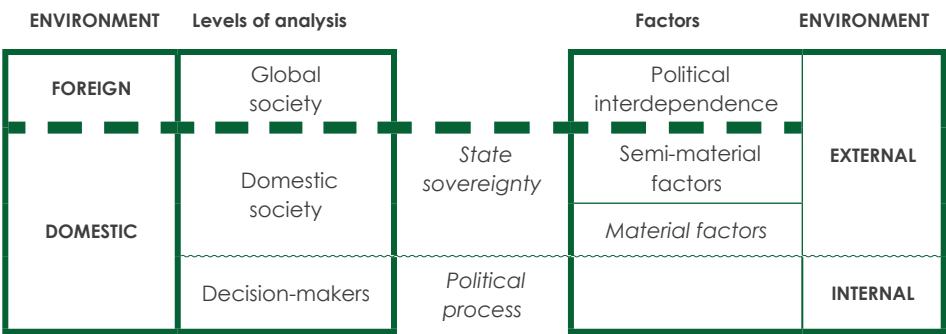 ENVIRONMENT Levels of analysis Factors ENVIRONMENT
FOREIGN
Global
society
Political
interdependence
DOMESTIC
Domestic
society
State
sovereignty
Semi-material
factors
Material factors
EXTERNAL
Decision-makers
Political
process
INTERNAL